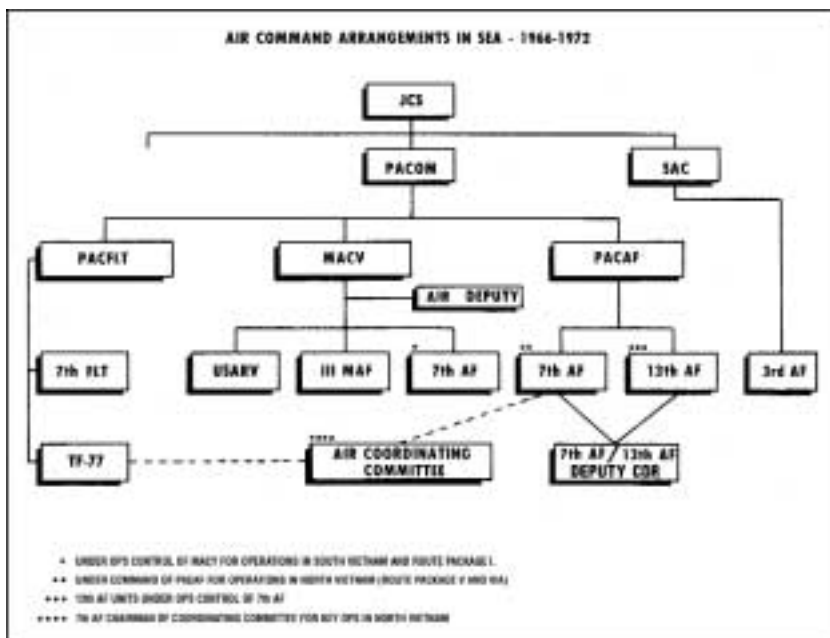 AIR COMMAND ARRANGEMENTS IN SEA - 1966-1972
JCS
PACOM
SAC
PACFLT
MACV
PACAF
AIR DEPUTY
7th FLT
USARV
III MAF
*
7th AF
**
7th AF
***
13th AF
3rd AF
TF-77
****
AIR COORDINATING
COMMITTEE
7th AF / 13th AF
DEPUTY CDR
* UNDER OPS CONTROL OF MACV FOR OPERATIONS IN SOUTH VIETNAM AND ROUTE PACKAGE I.
** UNDER COMMAND OF PACAF FOR OPERATIONS IN NORTH VIETNAM (ROUTE PACKAGE V AND VIA)
*** 13th AF UNITS UNDER OPS CONTROL OF 7th AF
**** 7th AF CHAIRMAN OF COORDINATING COMMITTEE FOR OPS IN NORTH VIETNAM